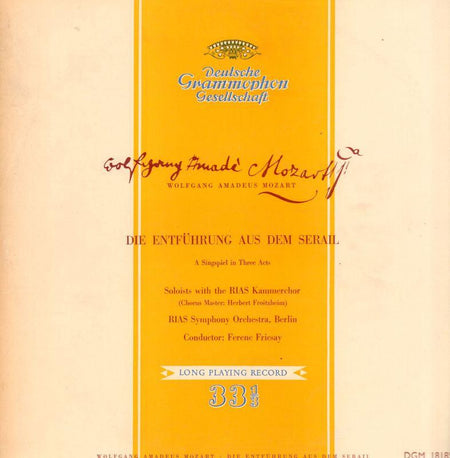 Deutsche
Grammophon
Gesellschaft
Wolfgang Amadè Mozart
WOLFGANG AMADEUS MOZART
DIE ENTFÜHRUNG AUS DEM SERAIL
A Singspiel in Three Acts
Soloists with the RIAS Kammerchor
(Chorus Master: Herbert Froitzheim)
RIAS Symphony Orchestra, Berlin
Conductor: Ferenc Fricsay
LONG PLAYING RECORD
33 1/3
WOLFGANG AMADEUS MOZART · DIE ENTFÜHRUNG AUS DEM SERAIL
DGM